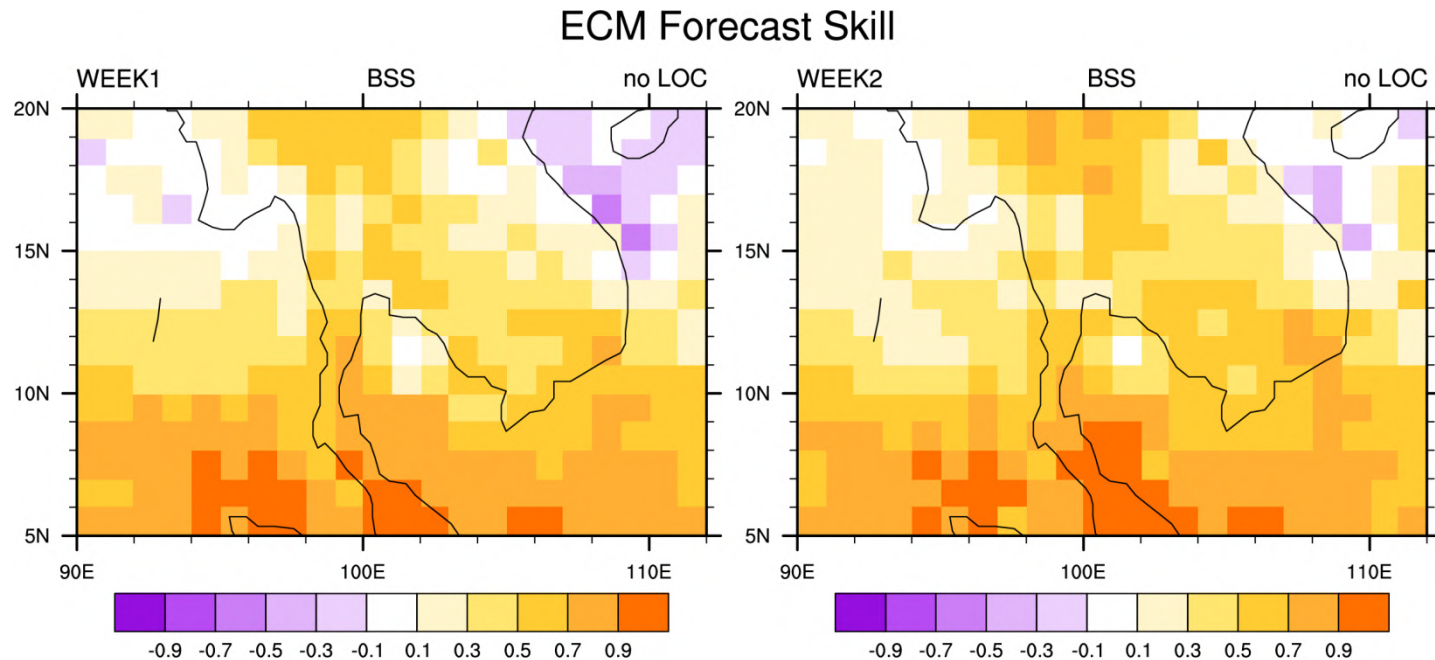 ECM Forecast Skill
WEEK1 BSS no LOC
20N
15N
10N
5N
90E 100E 110E
-0.9 -0.7 -0.5 -0.3 -0.1 0.1 0.3 0.5 0.7 0.9
WEEK2 BSS no LOC
20N
15N
10N
5N
90E 100E 110E
-0.9 -0.7 -0.5 -0.3 -0.1 0.1 0.3 0.5 0.7 0.9